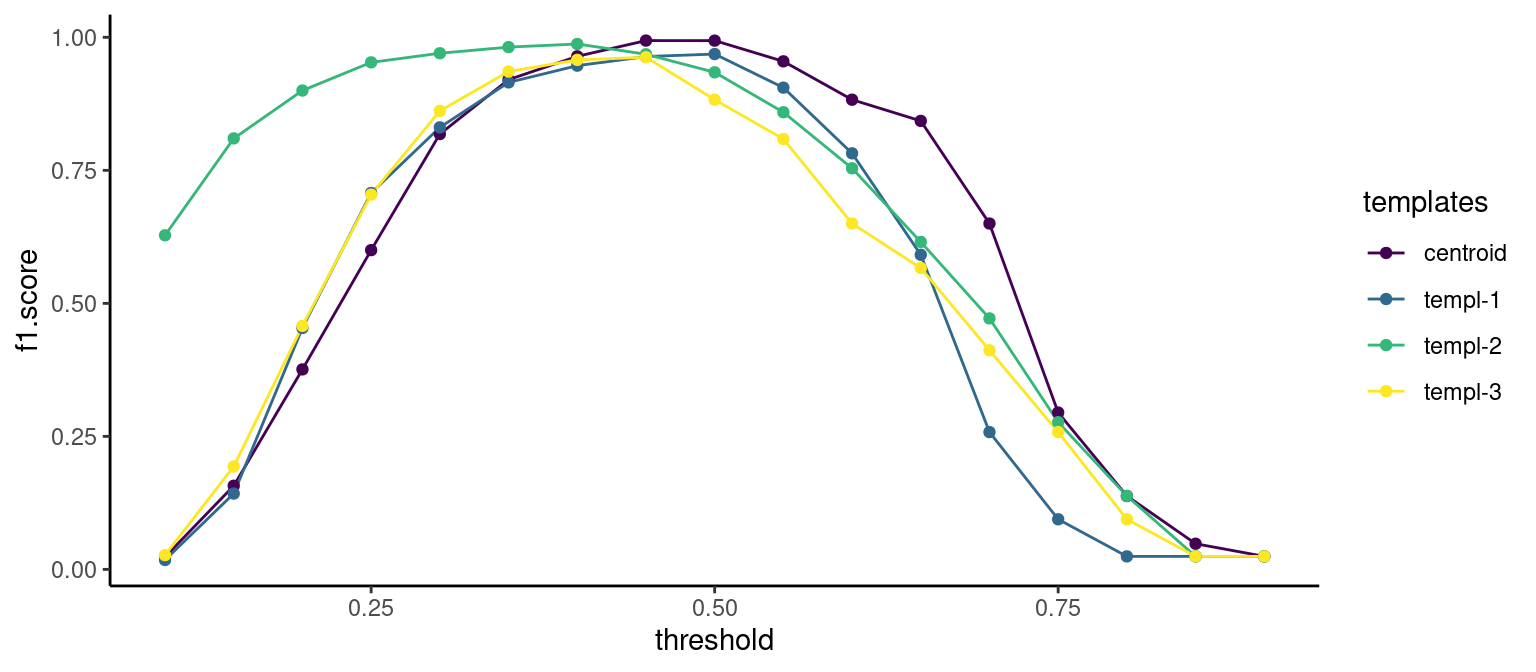 1.00
0.75
0.50
0.25
0.00
f1.score
0.25 0.50 0.75
threshold
templates
centroid
templ-1
templ-2
templ-3